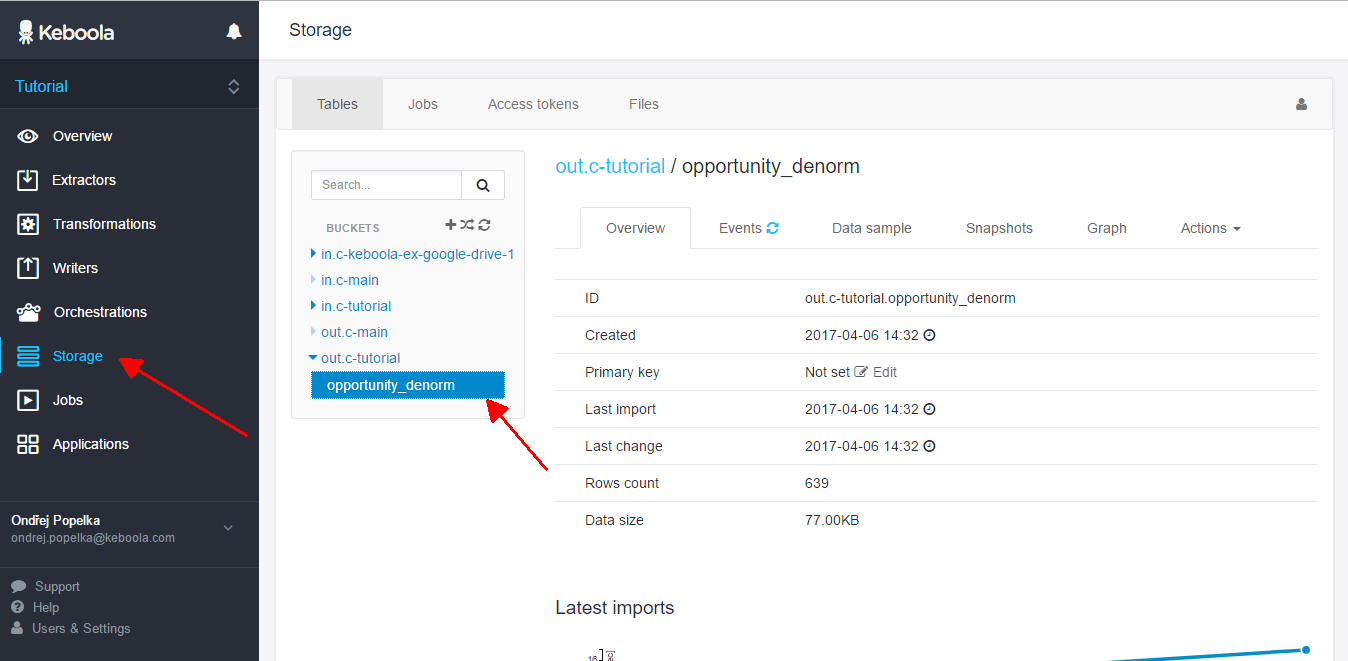 Keboola
Tutorial
Overview
Extractors
Transformations
Writers
Orchestrations
Storage
Jobs
Applications
Ondřej Popelka
ondrej.popelka@keboola.com
Support
Help
Users & Settings
Storage
Tables Jobs Access tokens Files
Search...
BUCKETS
in.c-keboola-ex-google-drive-1
in.c-main
in.c-tutorial
out.c-main
out.c-tutorial
opportunity_denorm
out.c-tutorial / opportunity_denorm
Overview Events Data sample Snapshots Graph Actions
ID out.c-tutorial.opportunity_denorm
Created 2017-04-06 14:32
Primary key Not set Edit
Last import 2017-04-06 14:32
Last change 2017-04-06 14:32
Rows count 639
Data size 77.00KB
Latest imports
16